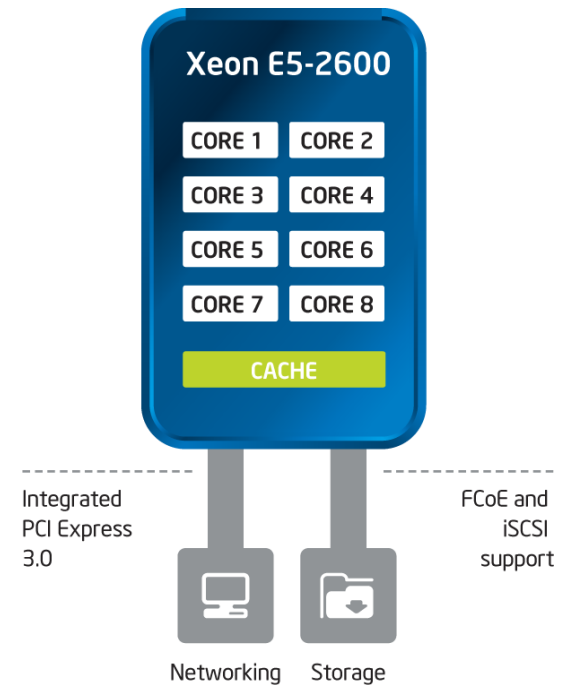 Xeon E5-2600
CORE 1 CORE 2
CORE 3 CORE 4
CORE 5 CORE 6
CORE 7 CORE 8
CACHE
Integrated
PCI Express
3.0
FCoE and
iSCSI
support
Networking Storage